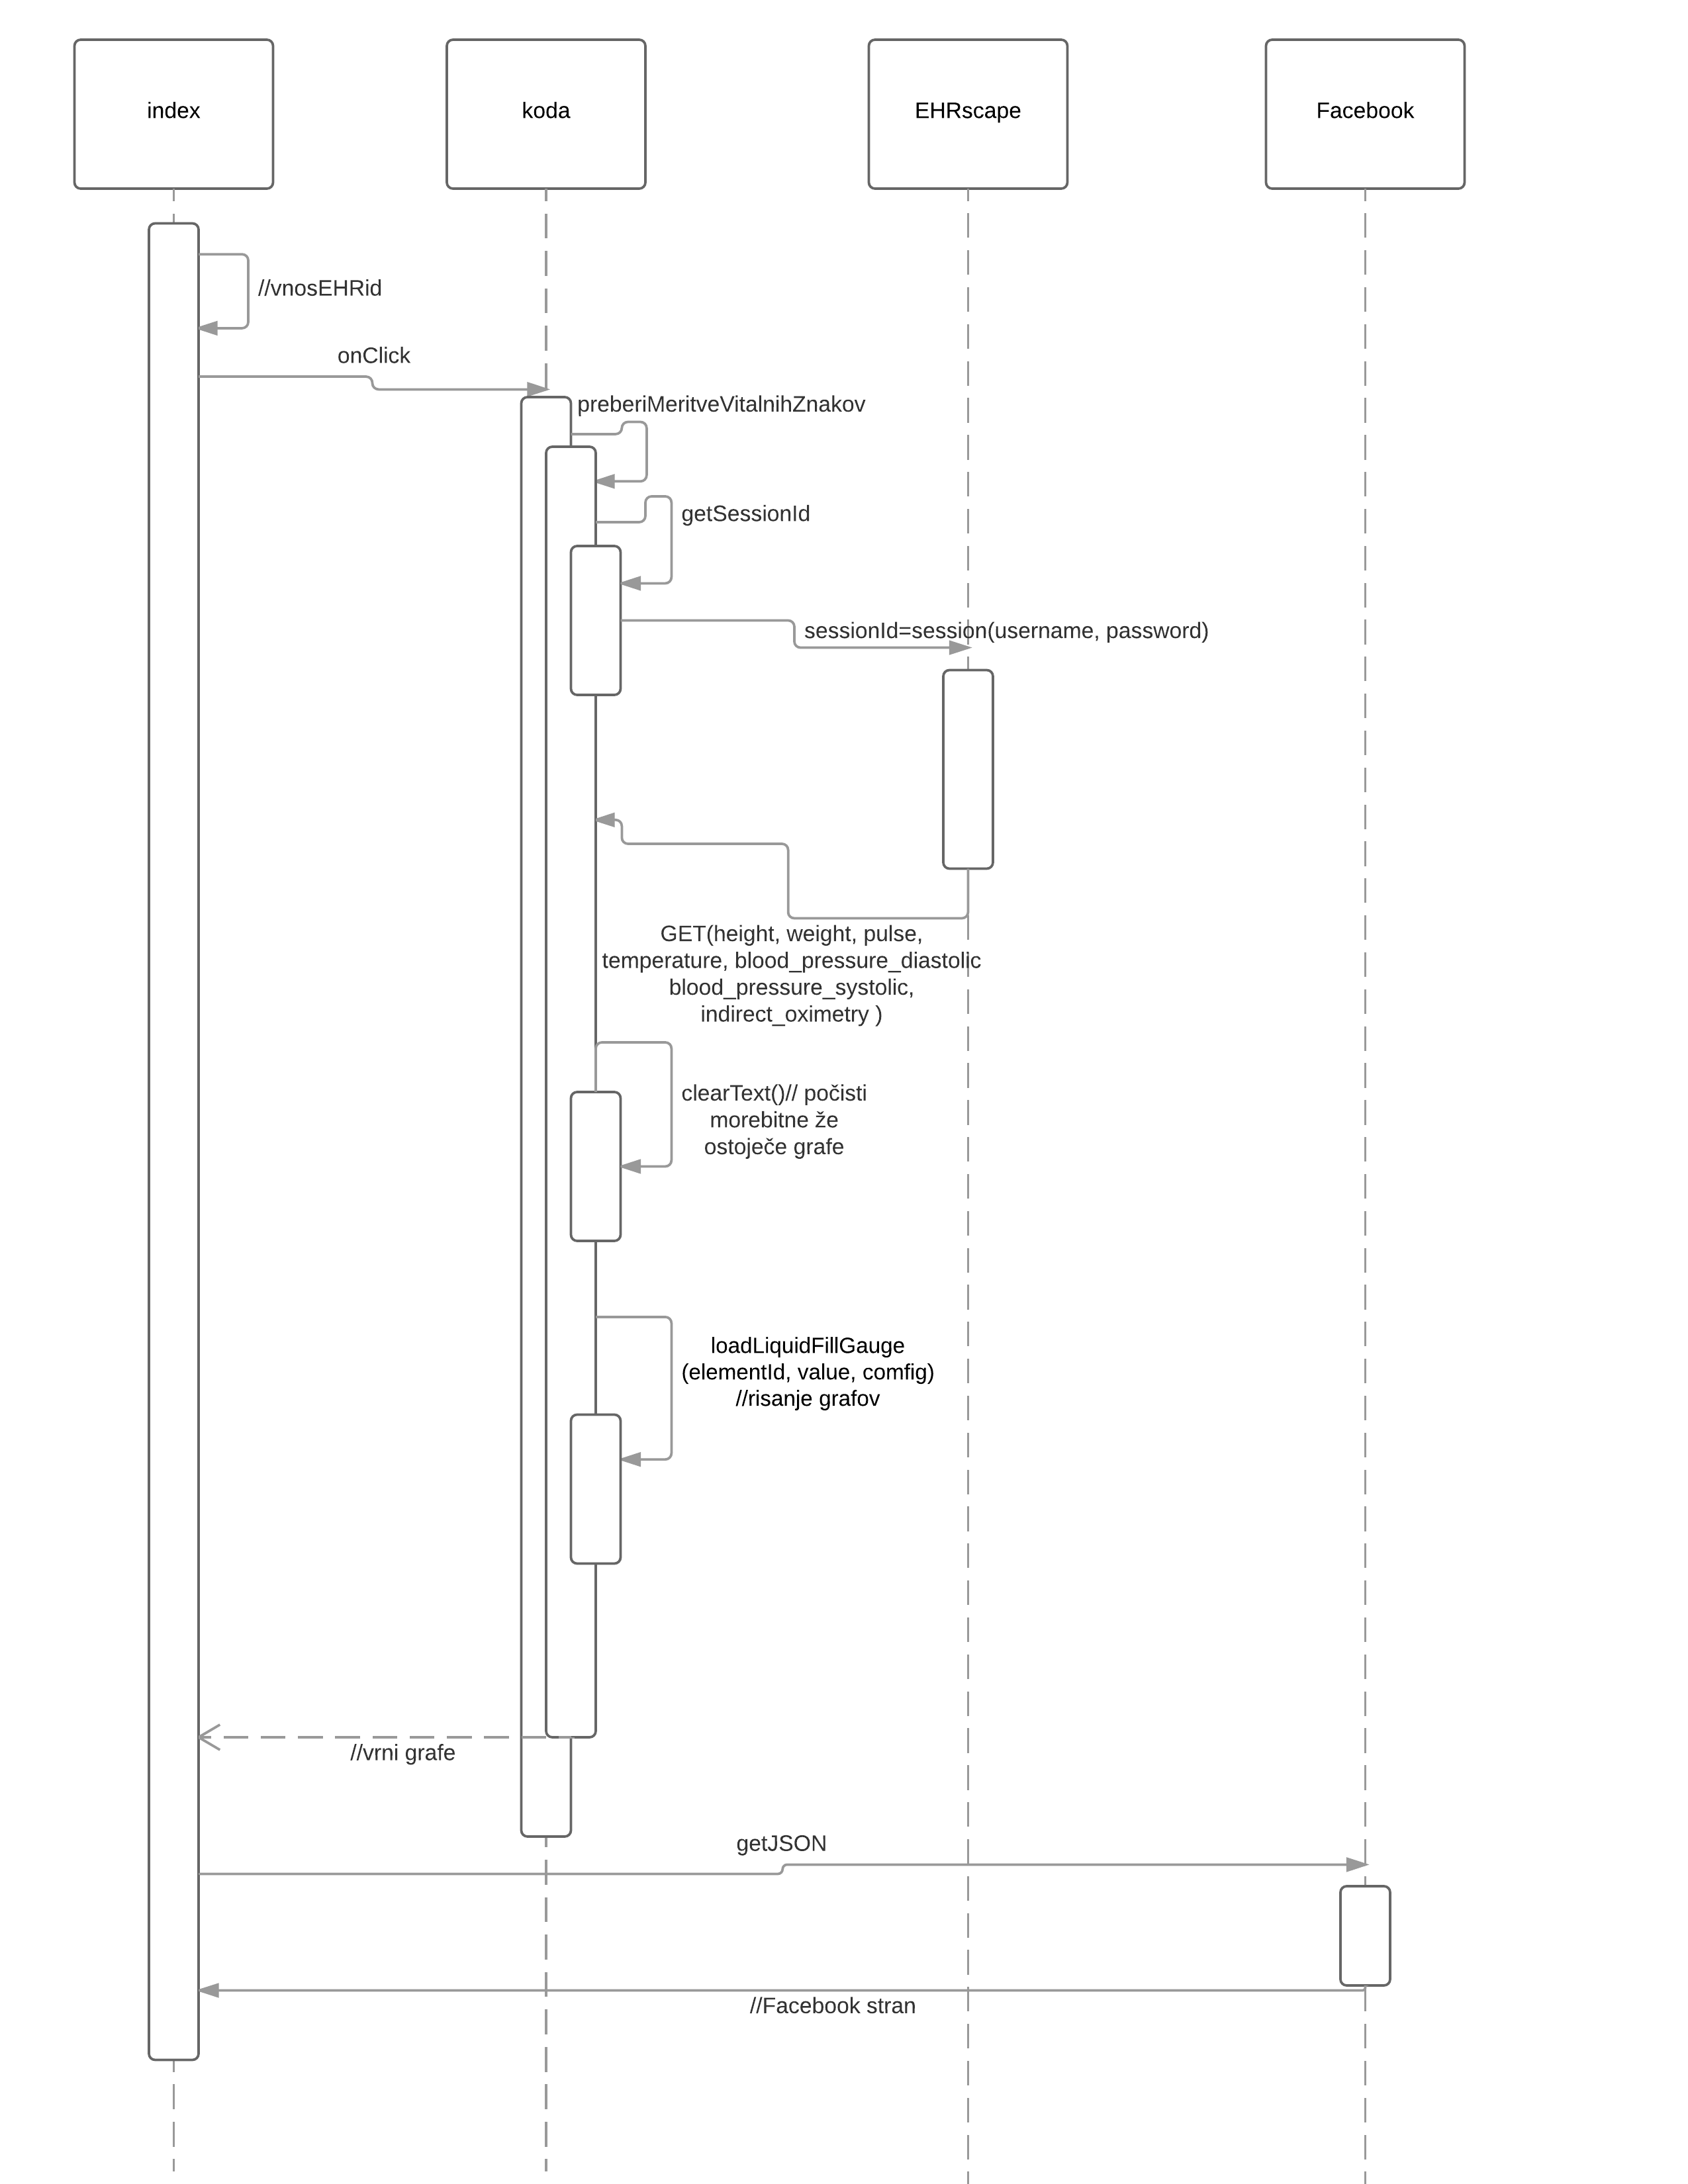 index
koda
EHRscape
Facebook
//vnosEHRid
onClick
preberiMeritveVitalnihZnakov
getSessionId
sessionId=session(username, password)
GET(height, weight, pulse,
temperature, blood_pressure_diastolic
blood_pressure_systolic,
indirect_oximetry )
clearText()// počisti
morebitne že
ostoječe grafe
loadLiquidFillGauge
(elementId, value, comfig)
//risanje grafov
//vrni grafe
getJSON
//Facebook stran